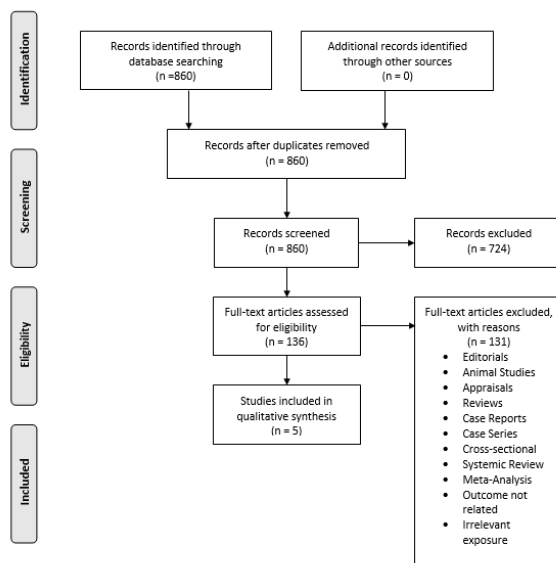 Identification
Records identified through
database searching
(n =860)
Additional records identified
through other sources
(n = 0)
Records after duplicates removed
(n = 860)
Screening
Records screened
(n = 860)
Records excluded
(n = 724)
Eligibility
Full-text articles assessed
for eligibility
(n = 136)
Full-text articles excluded,
with reasons
(n = 131)
• Editorials
• Animal Studies
• Appraisals
• Reviews
• Case Reports
• Case Series
• Cross-sectional
• Systemic Review
• Meta-Analysis
• Outcome not
related
• Irrelevant
exposure
Included
Studies included in
qualitative synthesis
(n = 5)